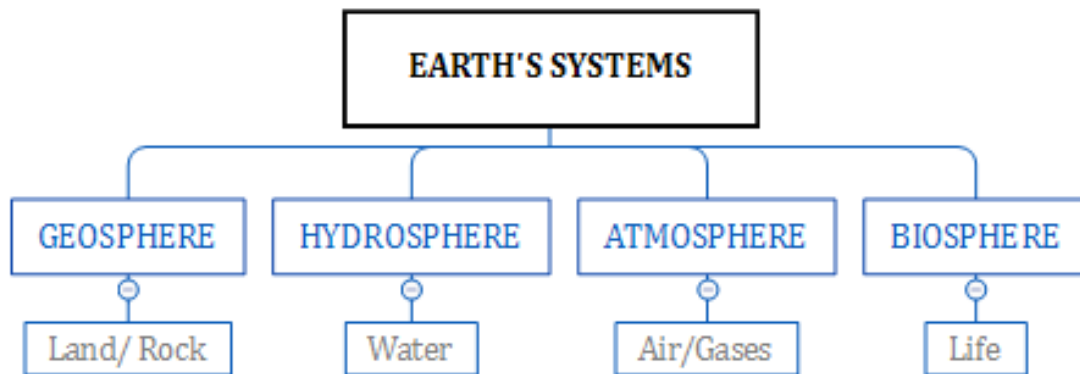 EARTH'S SYSTEMS
GEOSPHERE
HYDROSPHERE
ATMOSPHERE
BIOSPHERE
Land/ Rock
Water
Air/Gases
Life